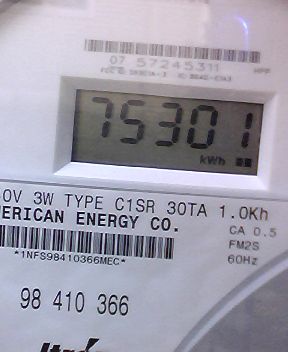 07 57245311
75301
kWh
0V 3W TYPE C1SR 30TA 1.0Kh
MERICAN ENERGY CO.
CA 0.5
FM2S
60Hz
*1NFS98410366MEC*
98 410 366